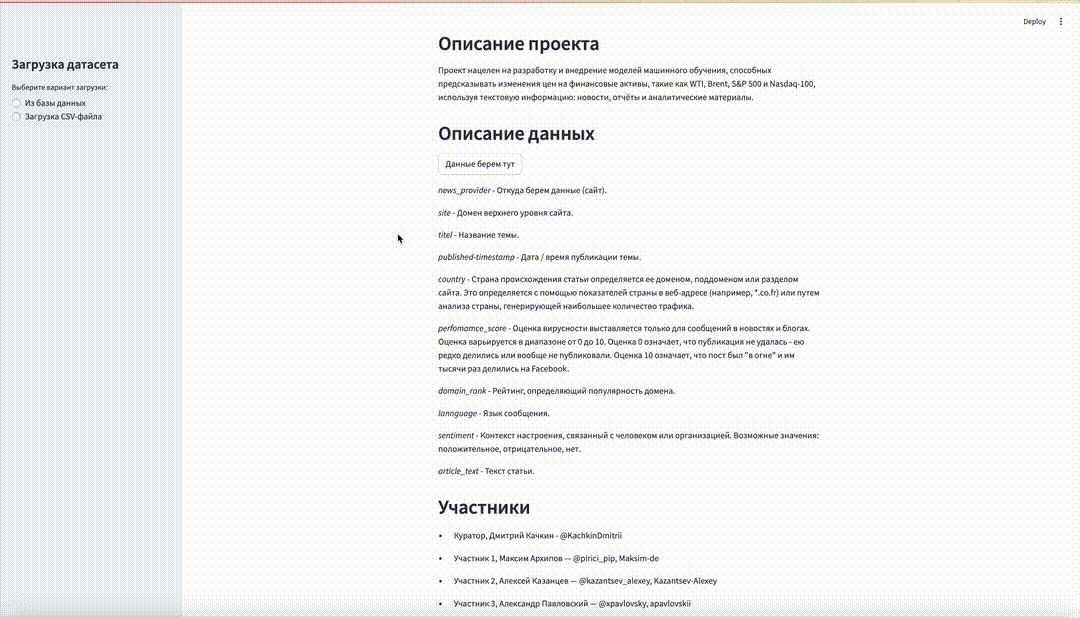 Deploy
Загрузка датасета
Выберите вариант загрузки:
Из базы данных
Загрузка CSV-файла
Описание проекта
Проект нацелен на разработку и внедрение моделей машинного обучения, способных
предсказывать изменения цен на финансовые активы, такие как WTI, Brent, S&P 500 и Nasdaq-100,
используя текстовую информацию: новости, отчёты и аналитические материалы.
Описание данных
Данные берем тут
news_provider - Откуда берем данные (сайт).
site - Домен верхнего уровня сайта.
titel - Название темы.
published-timestamp - Дата / время публикации темы.
country - Страна происхождения статьи определяется ее доменом, поддоменом или разделом
сайта. Это определяется с помощью показателей страны в веб-адресе (например, *.co.fr) или путем
анализа страны, генерирующей наибольшее количество трафика.
perfomamce_score - Оценка вирусности выставляется только для сообщений в новостях и блогах.
Оценка варьируется в диапазоне от 0 до 10. Оценка 0 означает, что публикация не удалась - ею
редко делились или вообще не публиковали. Оценка 10 означает, что пост был "в огне" и им
тысячи раз делились на Facebook.
domain_rank - Рейтинг, определяющий популярность домена.
lannguage - Язык сообщения.
sentiment - Контекст настроения, связанный с человеком или организацией. Возможные значения:
положительное, отрицательное, нет.
article_text - Текст статьи.
Участники
• Куратор, Дмитрий Качкин - @KachkinDmitrii
• Участник 1, Максим Архипов — @pirici_pip, Maksim-de
• Участник 2, Алексей Казанцев — @kazantsev_alexey, Kazantsev-Alexey
• Участник 3, Александр Павловский — @xpavlovsky, apavlovskii